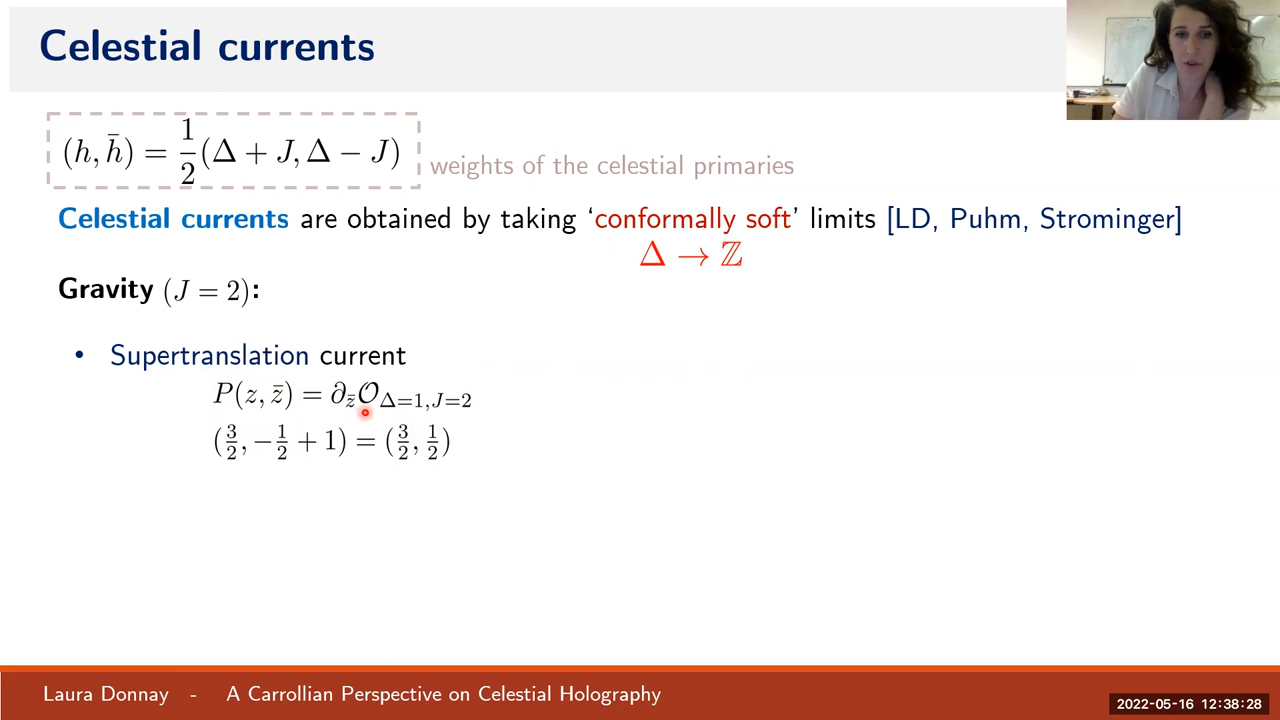 Celestial currents
(h, h̄) = 1/2 (Δ + J, Δ − J)
weights of the celestial primaries
Celestial currents are obtained by taking ‘conformally soft’ limits [LD, Puhm, Strominger]
Δ → ℤ
Gravity (J = 2):
• Supertranslation current
P(z, z̄) = ∂_z̄ 𝒪_{Δ=1,J=2}
(3/2, −1/2 + 1) = (3/2, 1/2)
Laura Donnay - A Carrollian Perspective on Celestial Holography
2022-05-16 12:38:28